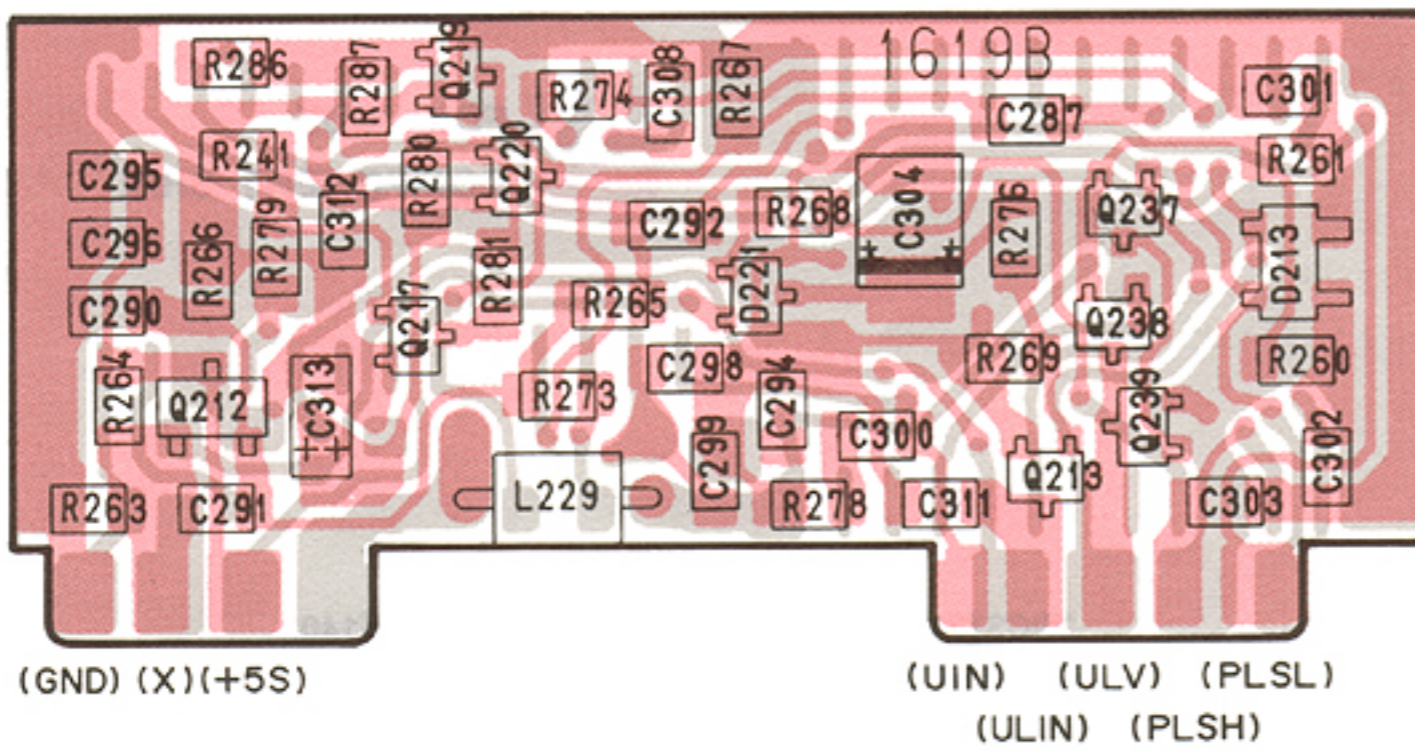 1619B
R286
R287
Q219
R274
C308
R267
C287
C301
R241
C295
R280
Q220
R261
C312
R279
C292
R268
C304
R276
Q237
C296
R266
R281
D221
D213
C290
Q217
R265
Q238
R264
Q212
C313
R273
C298
C294
R269
R260
Q239
C300
C299
C302
Q213
R263
C291
L229
R278
C311
C303
(GND) (X) (+5S)
(UIN) (ULV) (PLSL)
(ULIN) (PLSH)